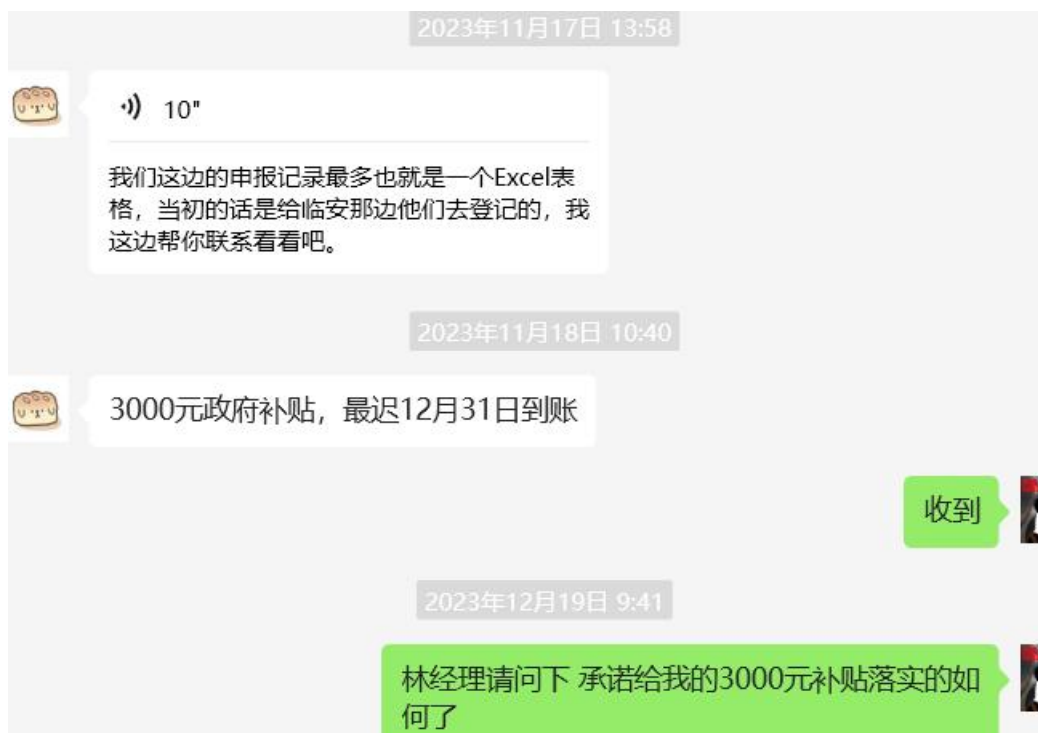 2023年11月17日 13:58
10"
我们这边的申报记录最多也就是一个Excel表
格，当初的话是给临安那边他们去登记的，我
这边帮你联系看看吧。
2023年11月18日 10:40
3000元政府补贴，最迟12月31日到账
收到
2023年12月19日 9:41
林经理请问下 承诺给我的3000元补贴落实的如
何了